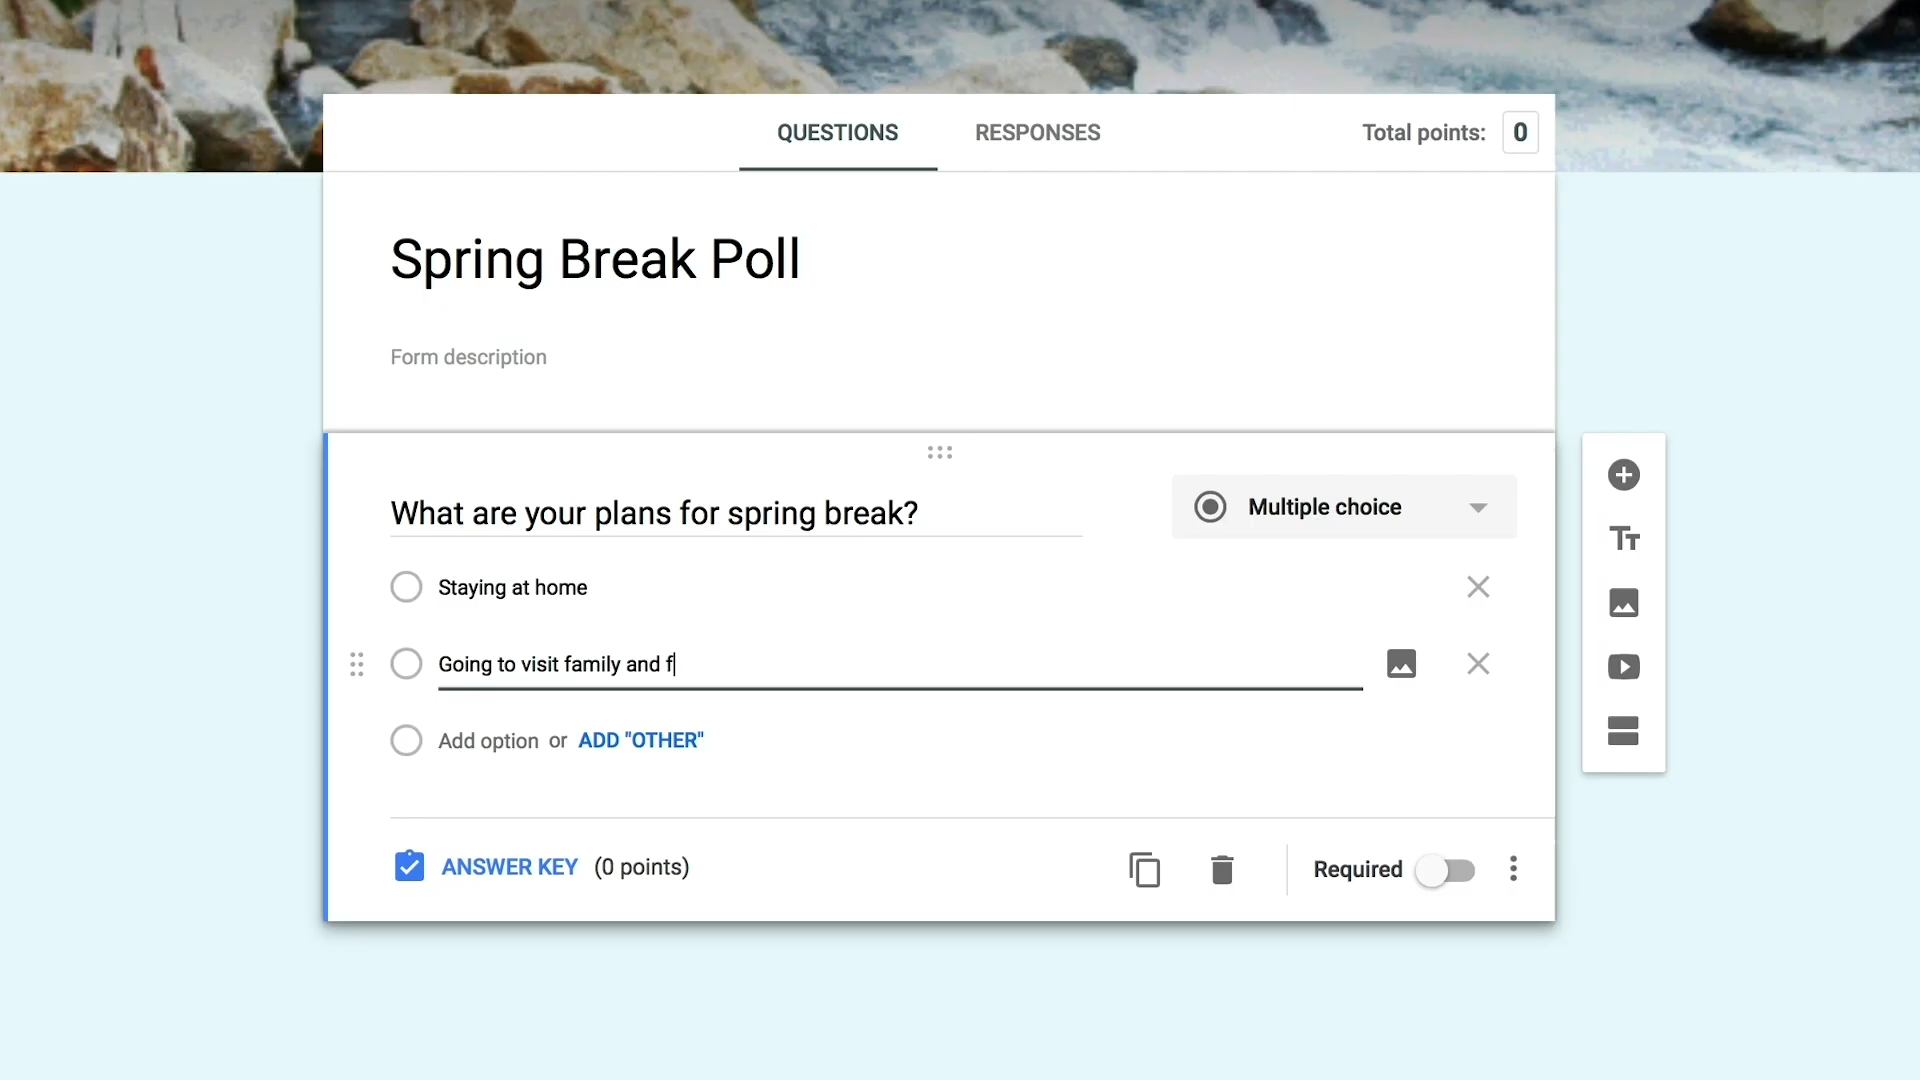 QUESTIONS RESPONSES Total points: 0
Spring Break Poll
Form description
What are your plans for spring break? Multiple choice
Staying at home
Going to visit family and f
Add option or ADD "OTHER"
ANSWER KEY (0 points) Required